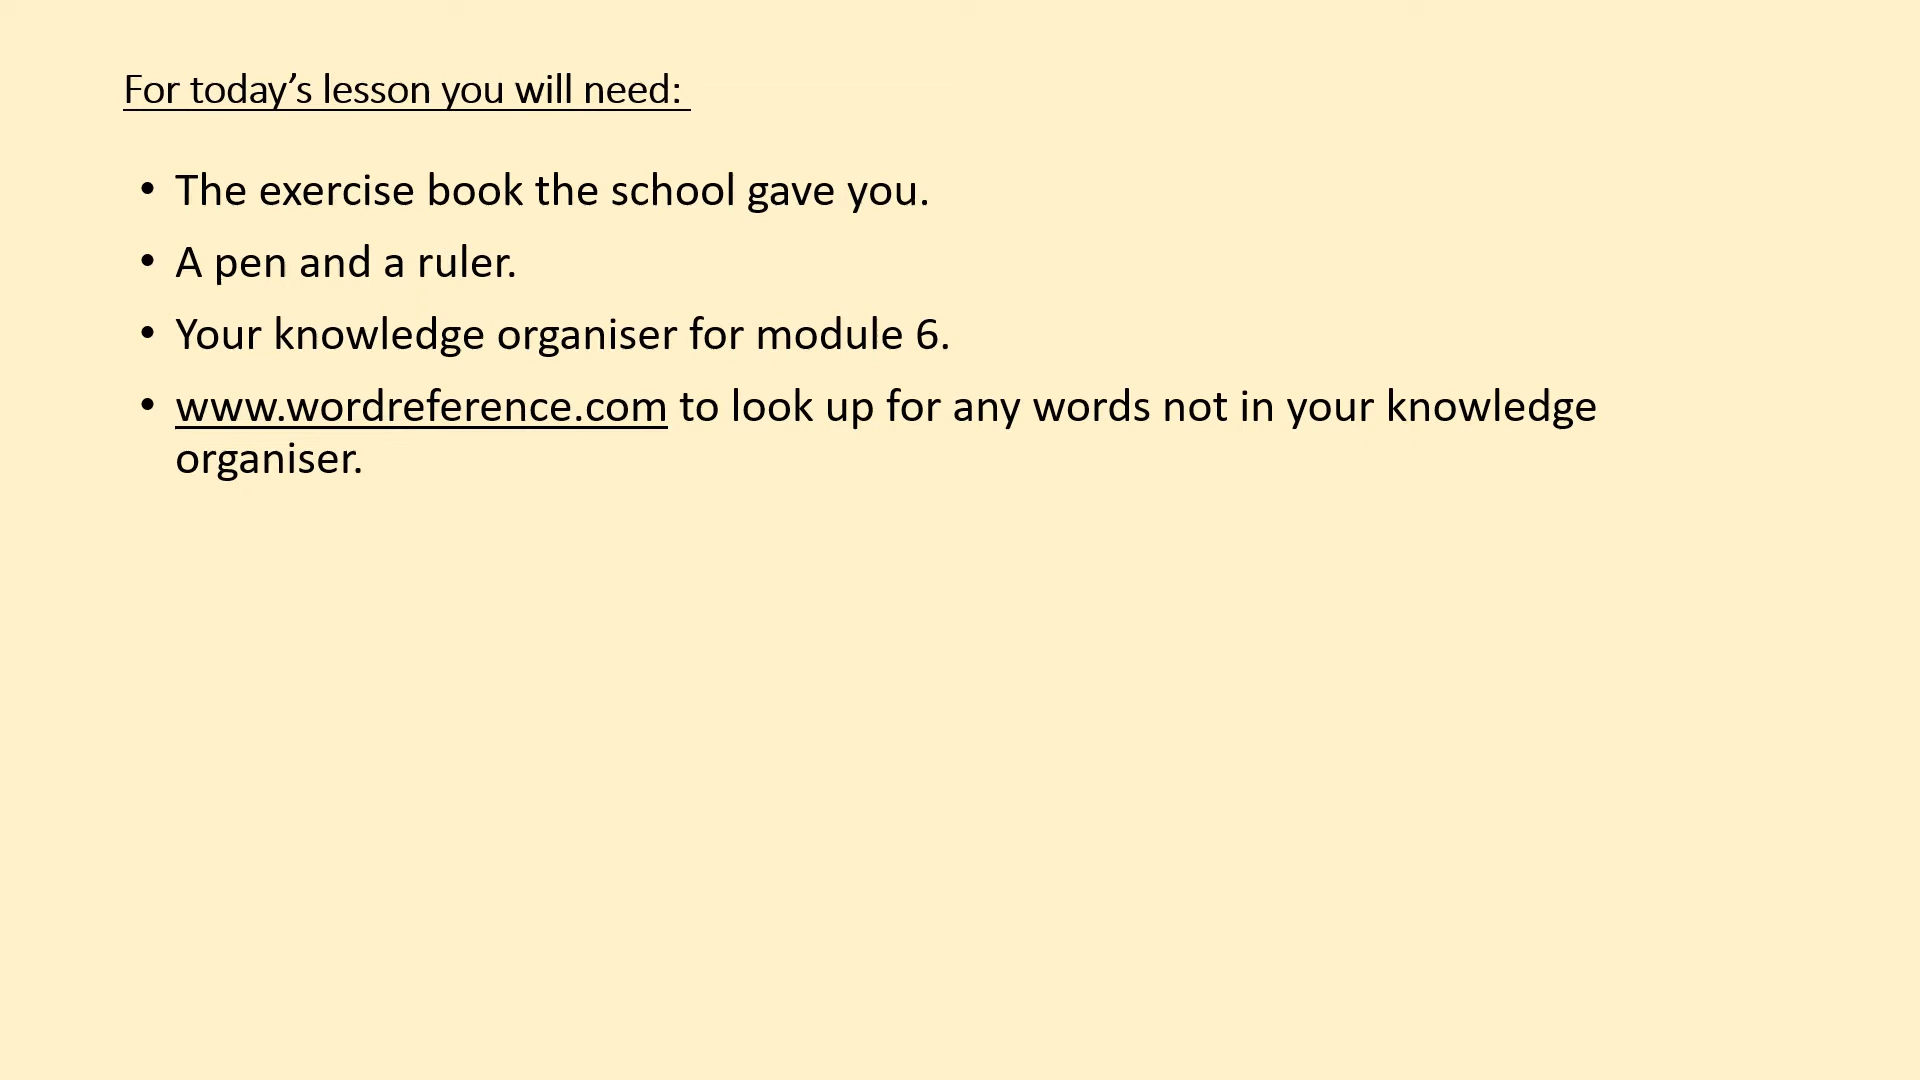 For today’s lesson you will need:
• The exercise book the school gave you.
• A pen and a ruler.
• Your knowledge organiser for module 6.
• www.wordreference.com to look up for any words not in your knowledge
organiser.